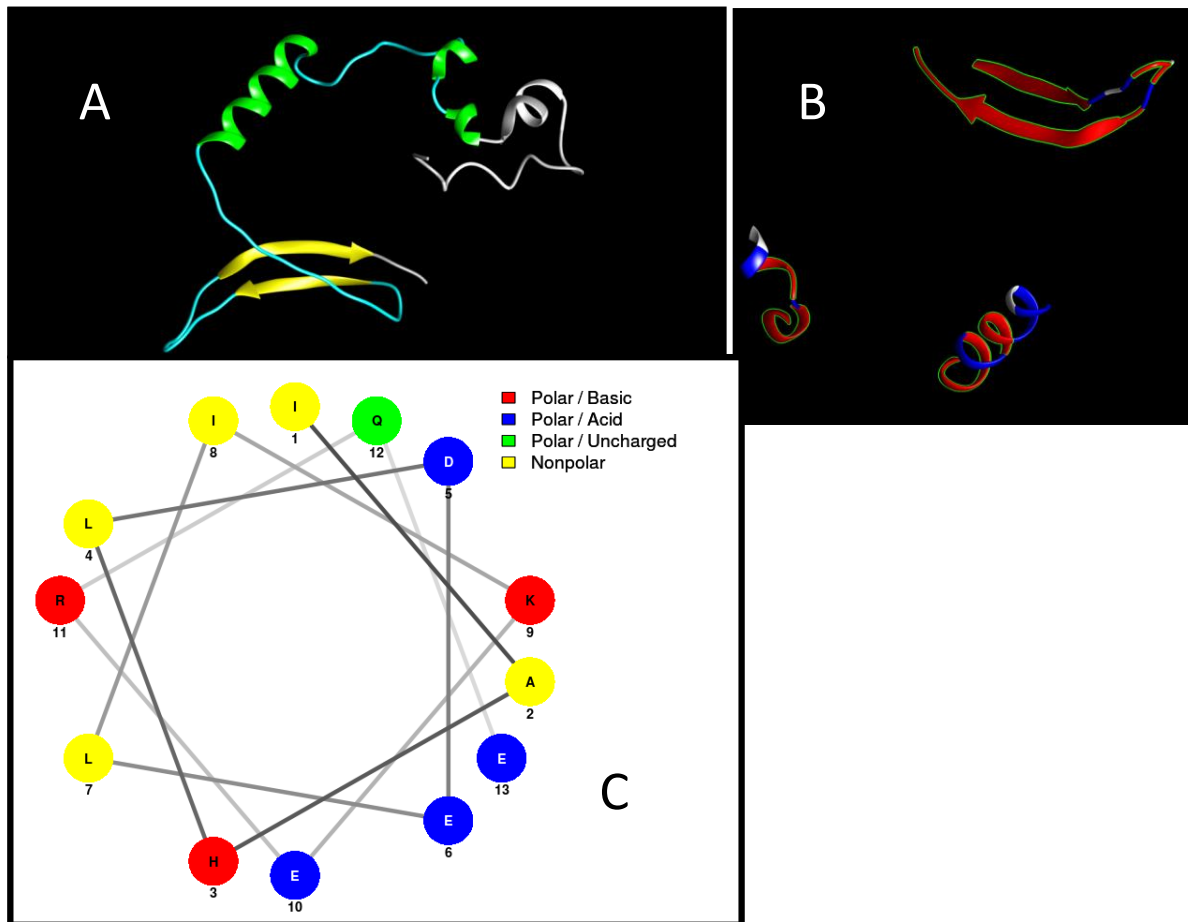 A
B
Polar / Basic
Polar / Acid
Polar / Uncharged
Nonpolar
I
1
I
8
Q
12
D
5
L
4
R
11
K
9
A
2
L
7
E
13
E
6
H
3
E
10
C